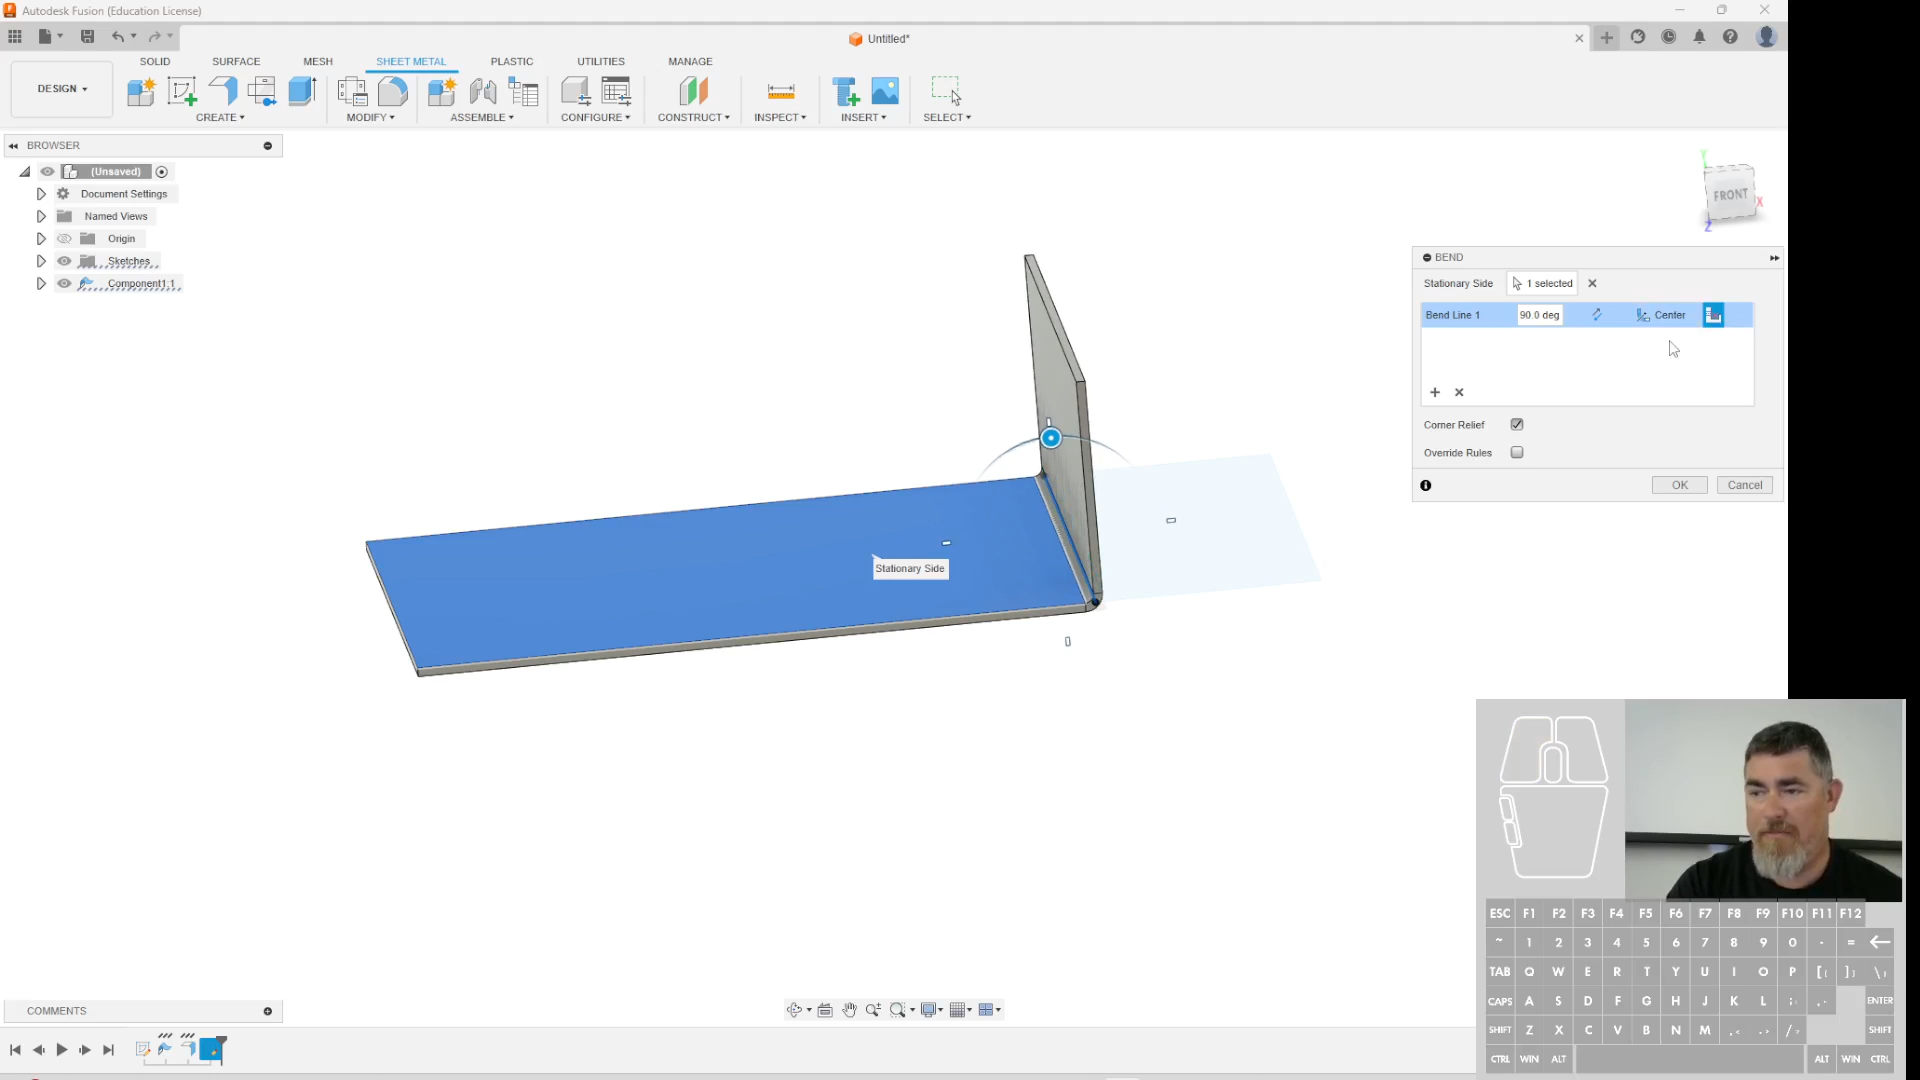 Autodesk Fusion (Education License)
Untitled*
SOLID SURFACE MESH SHEET METAL PLASTIC UTILITIES MANAGE
DESIGN
CREATE MODIFY ASSEMBLE CONFIGURE CONSTRUCT INSPECT INSERT SELECT
BROWSER
(Unsaved)
Document Settings
Named Views
Origin
Sketches
Component1:1
Y
FRONT
X
Z
BEND
Stationary Side 1 selected
Bend Line 1 90.0 deg Center
Corner Relief
Override Rules
OK Cancel
Stationary Side
COMMENTS
ESC F1 F2 F3 F4 F5 F6 F7 F8 F9 F10 F11 F12
~ 1 2 3 4 5 6 7 8 9 0 - =
TAB Q W E R T Y U I O P [{ ]} \|
CAPS A S D F G H J K L ;: ENTER
SHIFT Z X C V B N M ,< .> /? SHIFT
CTRL WIN ALT ALT WIN CTRL